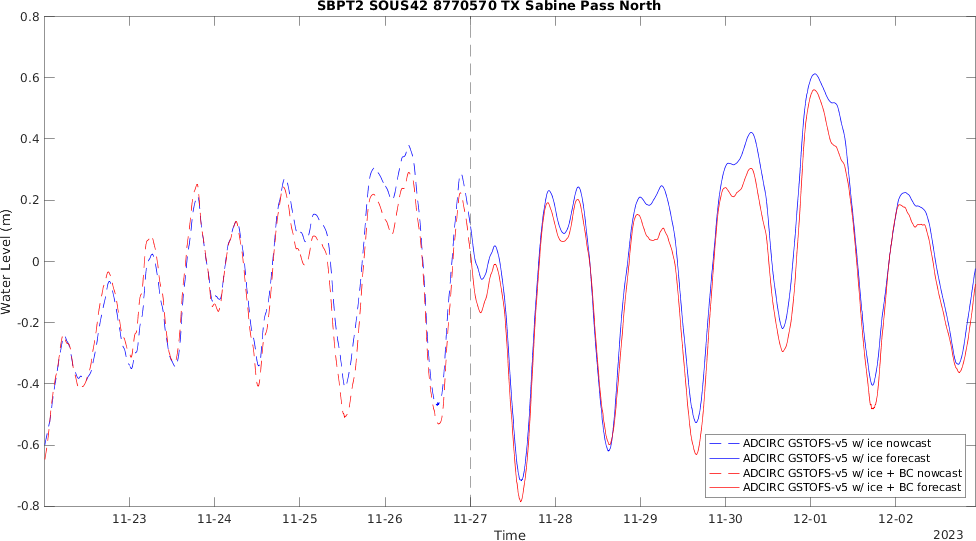 SBPT2 SOUS42 8770570 TX Sabine Pass North
Water Level (m)
0.8
0.6
0.4
0.2
0
-0.2
-0.4
-0.6
-0.8
11-23
11-24
11-25
11-26
11-27
11-28
11-29
11-30
12-01
12-02
Time
2023
ADCIRC GSTOFS-v5 w/ ice nowcast
ADCIRC GSTOFS-v5 w/ ice forecast
ADCIRC GSTOFS-v5 w/ ice + BC nowcast
ADCIRC GSTOFS-v5 w/ ice + BC forecast